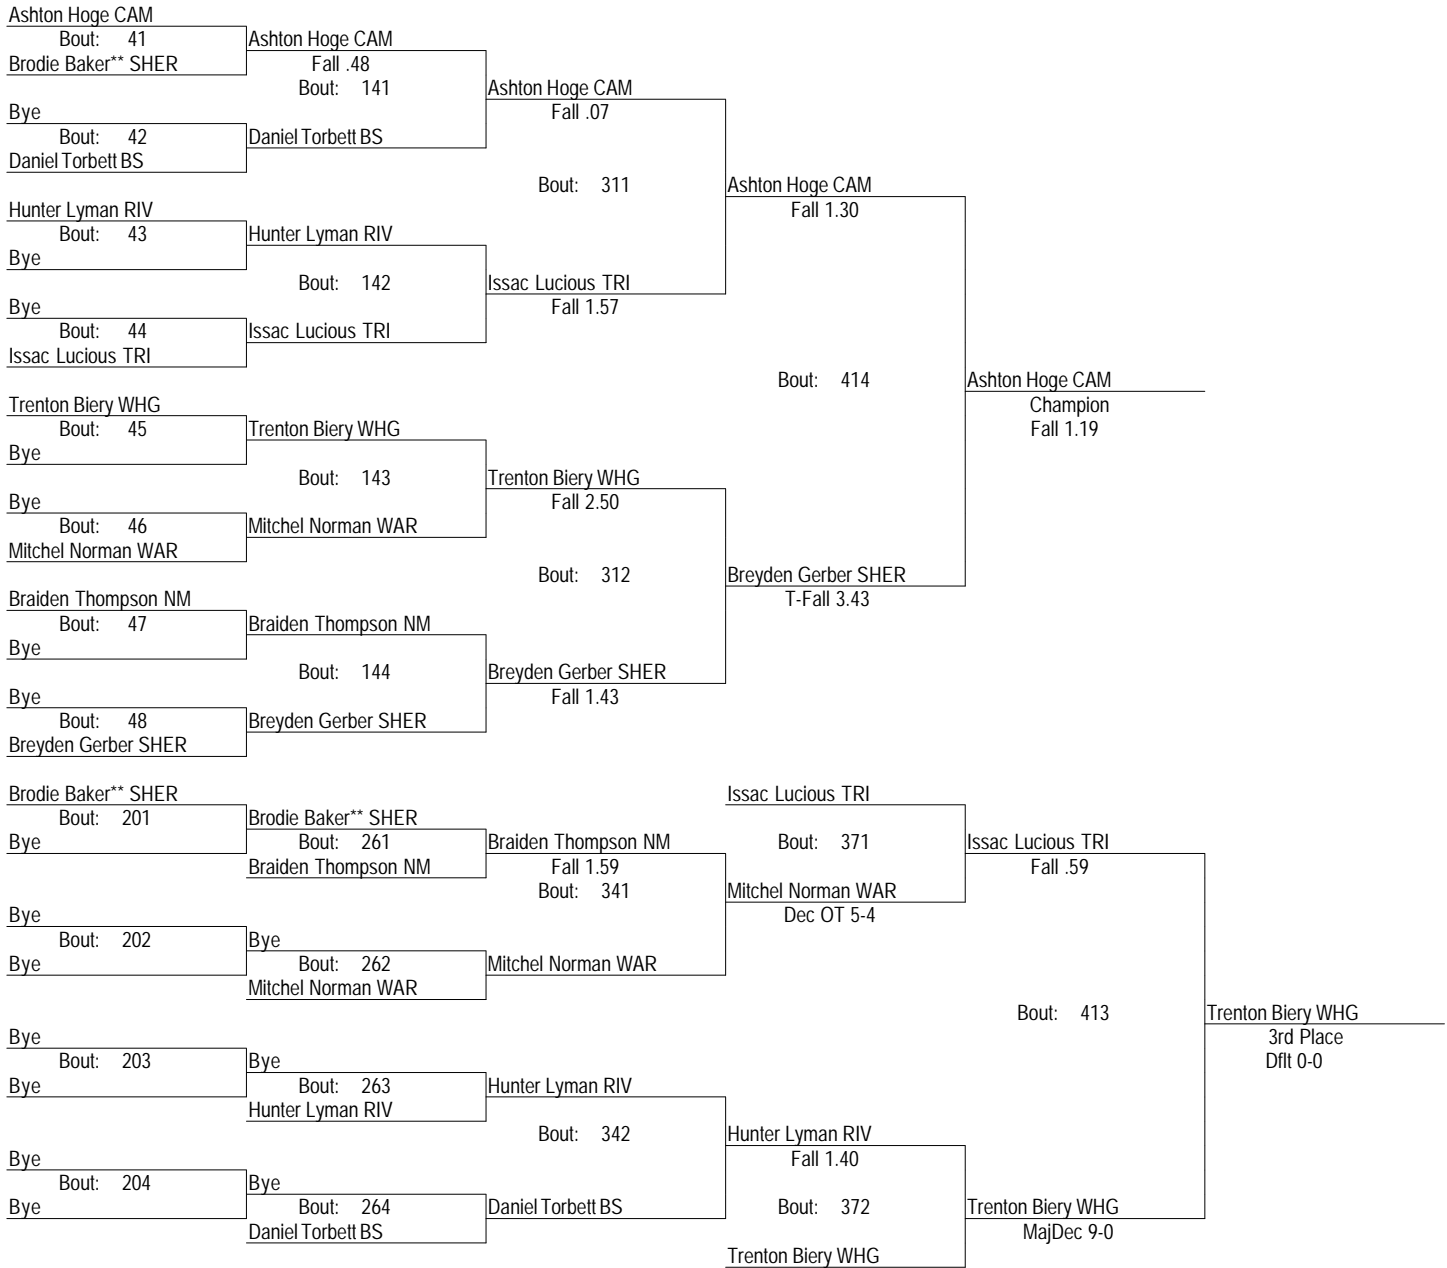 Ashton Hoge CAM
Bout: 41
Ashton Hoge CAM
Brodie Baker** SHER
Fall .48
Bout: 141
Ashton Hoge CAM
Bye
Fall .07
Bout: 42
Daniel Torbett BS
Daniel Torbett BS
Bout: 311
Ashton Hoge CAM
Hunter Lyman RIV
Fall 1.30
Bout: 43
Hunter Lyman RIV
Bye
Bout: 142
Issac Lucious TRI
Bye
Fall 1.57
Bout: 44
Issac Lucious TRI
Issac Lucious TRI
Bout: 414
Ashton Hoge CAM
Trenton Biery WHG
Champion
Bout: 45
Trenton Biery WHG
Fall 1.19
Bye
Bout: 143
Trenton Biery WHG
Bye
Fall 2.50
Bout: 46
Mitchel Norman WAR
Mitchel Norman WAR
Bout: 312
Breyden Gerber SHER
Braiden Thompson NM
T-Fall 3.43
Bout: 47
Braiden Thompson NM
Bye
Bout: 144
Breyden Gerber SHER
Bye
Fall 1.43
Bout: 48
Breyden Gerber SHER
Breyden Gerber SHER
Brodie Baker** SHER
Issac Lucious TRI
Bout: 201
Brodie Baker** SHER
Bye
Bout: 261
Braiden Thompson NM
Bout: 371
Issac Lucious TRI
Braiden Thompson NM
Fall 1.59
Fall .59
Bout: 341
Mitchel Norman WAR
Bye
Dec OT 5-4
Bout: 202
Bye
Bye
Bout: 262
Mitchel Norman WAR
Mitchel Norman WAR
Bout: 413
Trenton Biery WHG
Bye
3rd Place
Bout: 203
Bye
Dflt 0-0
Bye
Bout: 263
Hunter Lyman RIV
Hunter Lyman RIV
Bout: 342
Hunter Lyman RIV
Bye
Fall 1.40
Bout: 204
Bye
Bye
Bout: 264
Daniel Torbett BS
Bout: 372
Trenton Biery WHG
Daniel Torbett BS
MajDec 9-0
Trenton Biery WHG